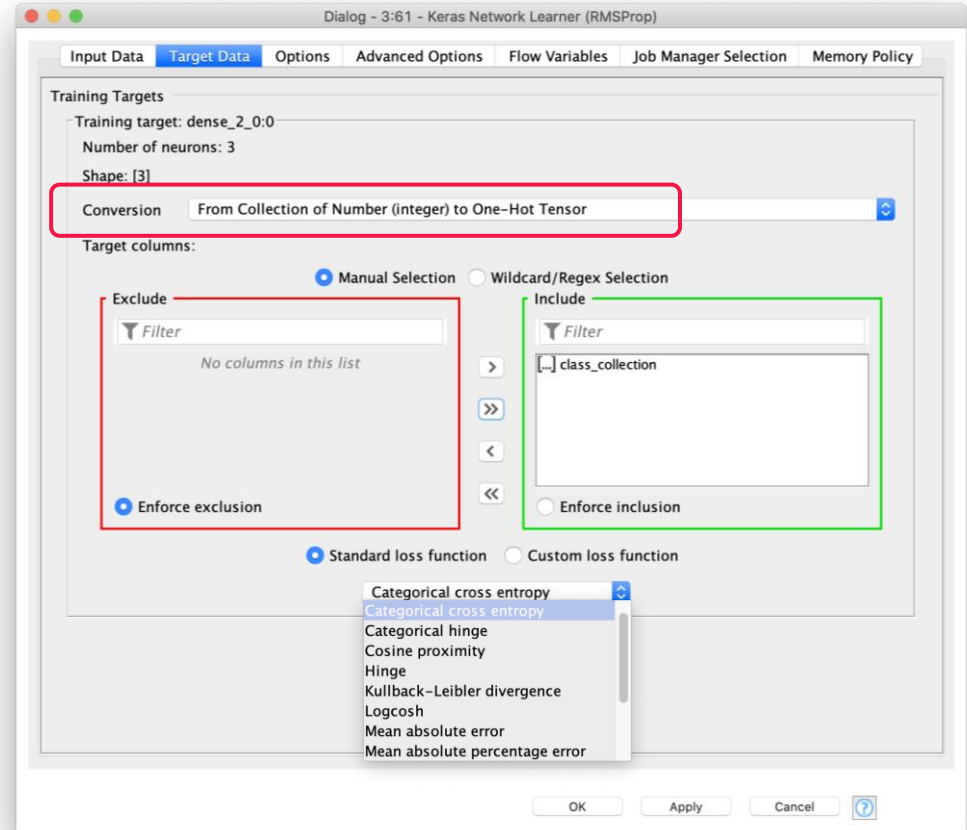 Dialog - 3:61 - Keras Network Learner (RMSProp)
Input Data Target Data Options Advanced Options Flow Variables Job Manager Selection Memory Policy
Training Targets
Training target: dense_2_0:0
Number of neurons: 3
Shape: [3]
Conversion From Collection of Number (integer) to One-Hot Tensor
Target columns:
Manual Selection Wildcard/Regex Selection
Exclude Include
Filter Filter
No columns in this list [...] class_collection
> 
>>
<
<<
Enforce exclusion Enforce inclusion
Standard loss function Custom loss function
Categorical cross entropy
Categorical cross entropy
Categorical hinge
Cosine proximity
Hinge
Kullback-Leibler divergence
Logcosh
Mean absolute error
Mean absolute percentage error
OK Apply Cancel ?